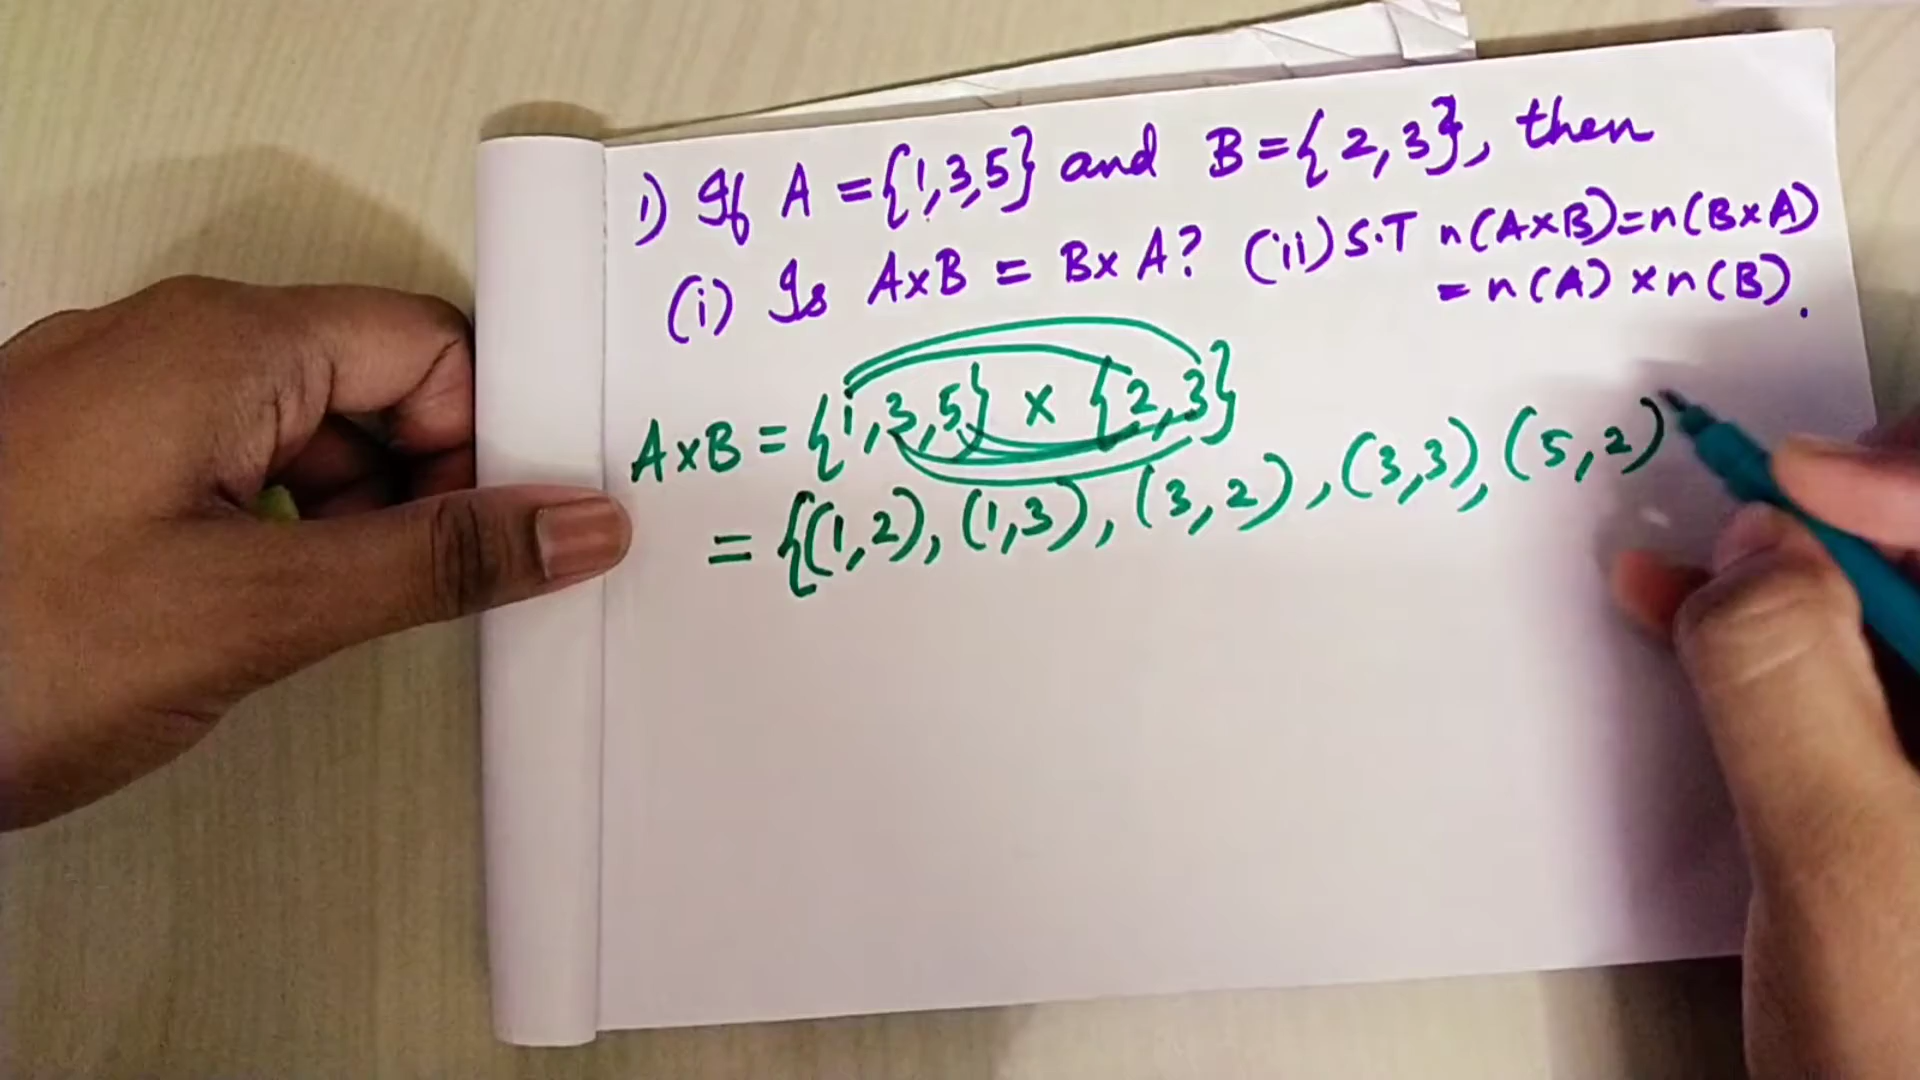 1) If A = {1,3,5} and B = {2,3}, then
(i) Is A×B = B×A? (ii) S.T n(A×B)=n(B×A)
= n(A) × n(B).
A×B = {1,3,5} × {2,3}
= {(1,2), (1,3), (3,2), (3,3), (5,2)